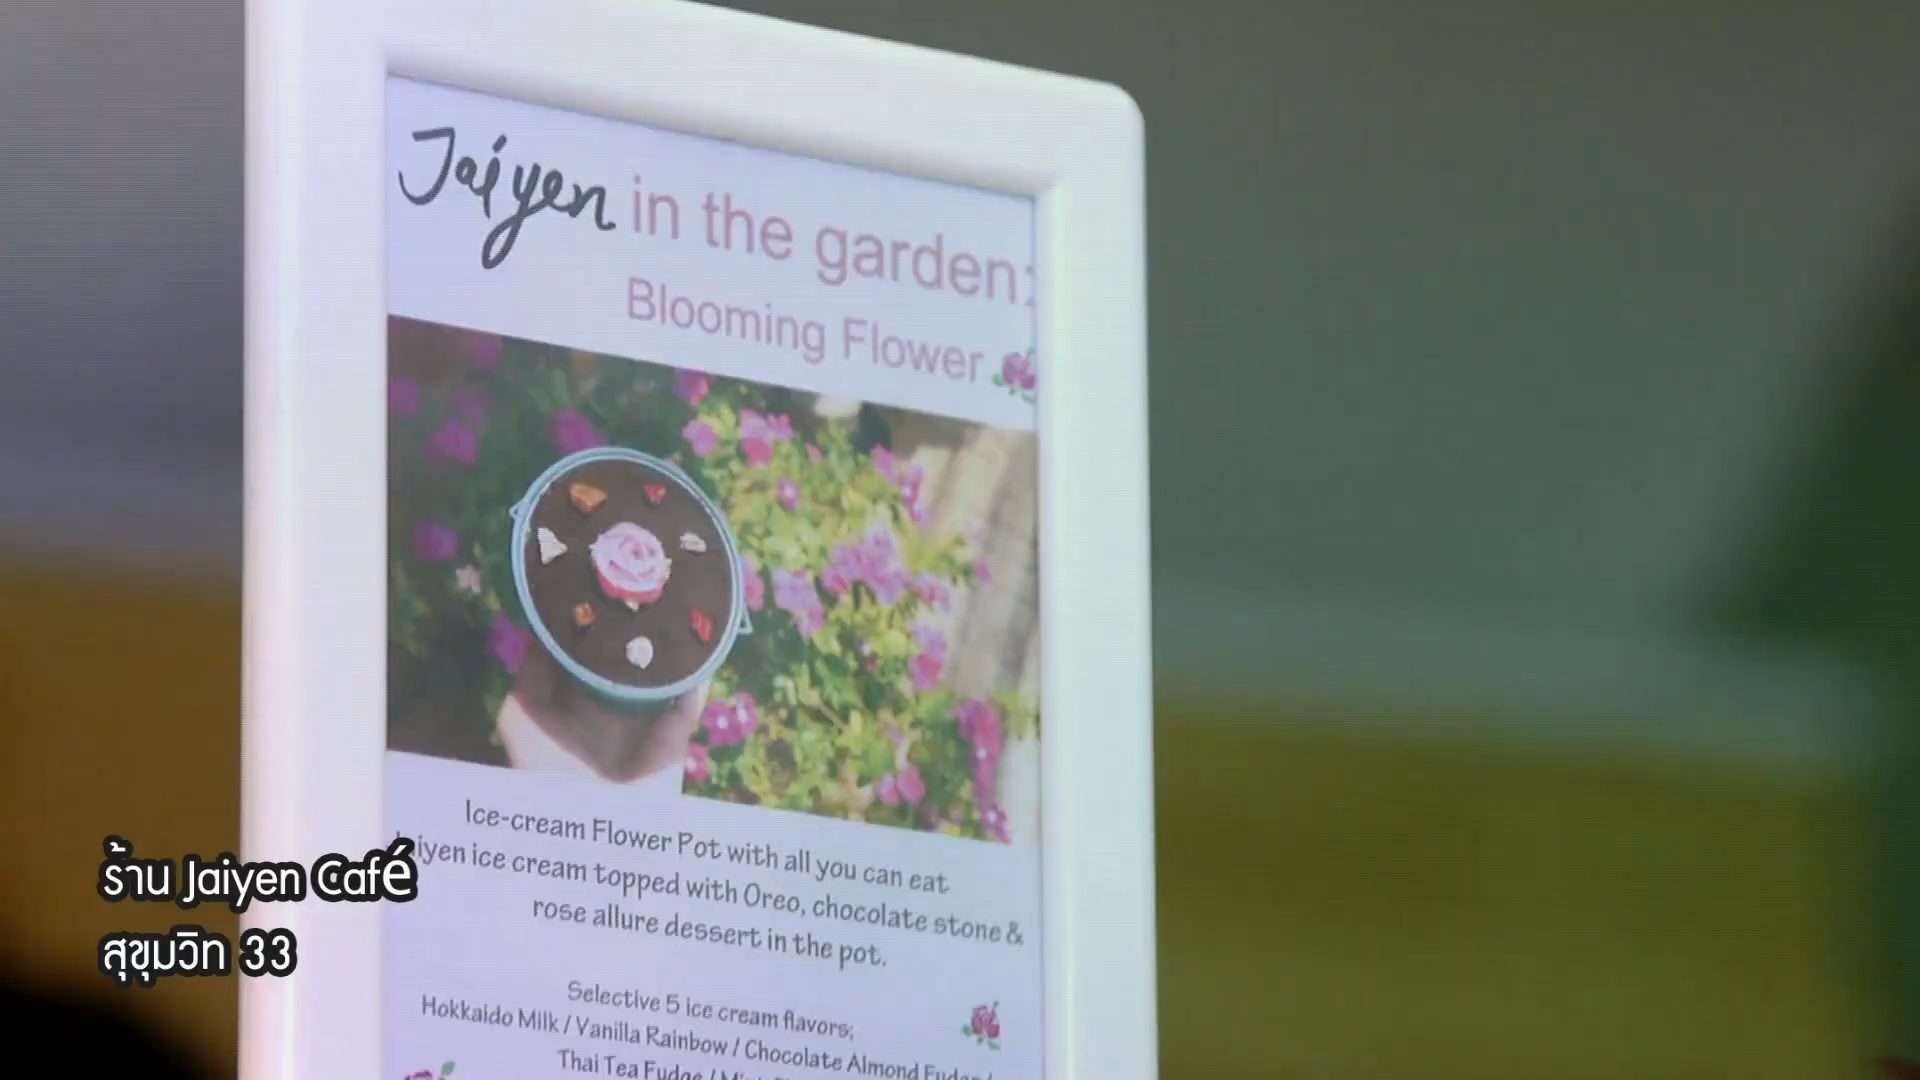 Jaiyen in the garden:
Blooming Flower
Ice-cream Flower Pot with all you can eat
ice cream topped with Oreo, chocolate stone &
rose allure dessert in the pot.
Selective 5 ice cream flavors;
Hokkaido Milk / Vanilla Rainbow / Chocolate Almond Fudge /
Thai Tea Fudge /
ร้าน Jaiyen Café
สุขุมวิท 33